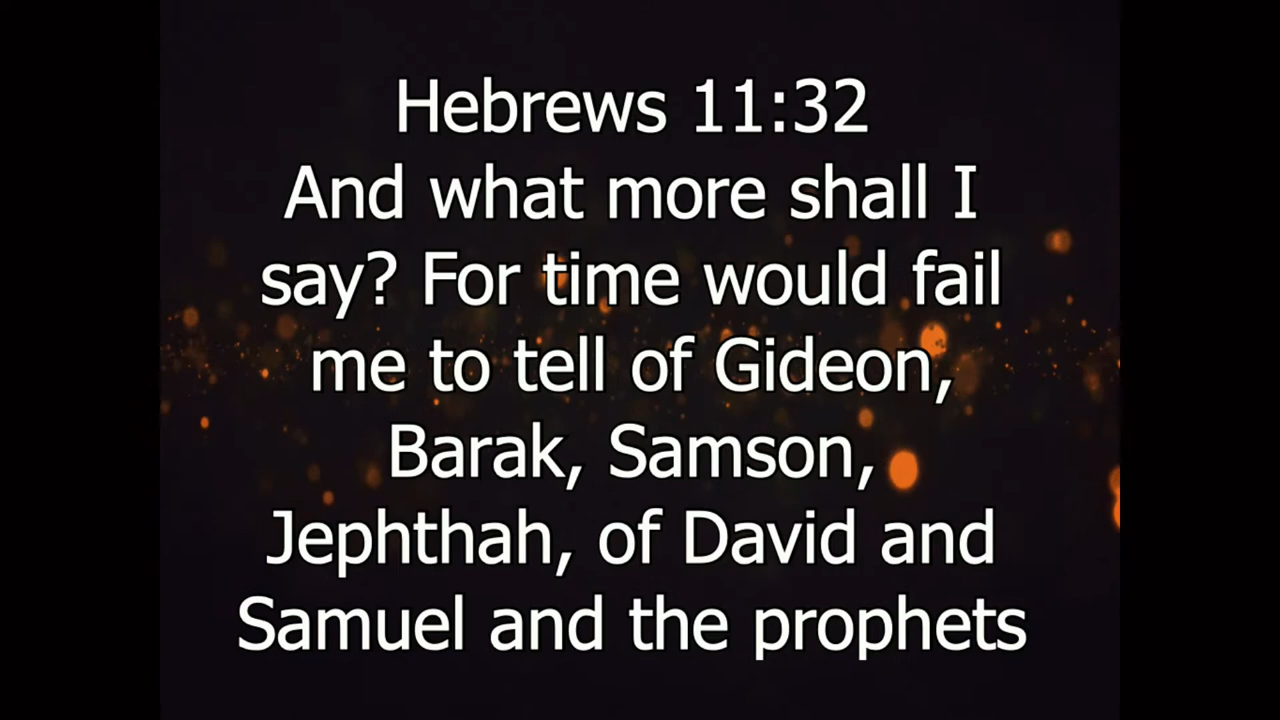 Hebrews 11:32
And what more shall I
say? For time would fail
me to tell of Gideon,
Barak, Samson,
Jephthah, of David and
Samuel and the prophets